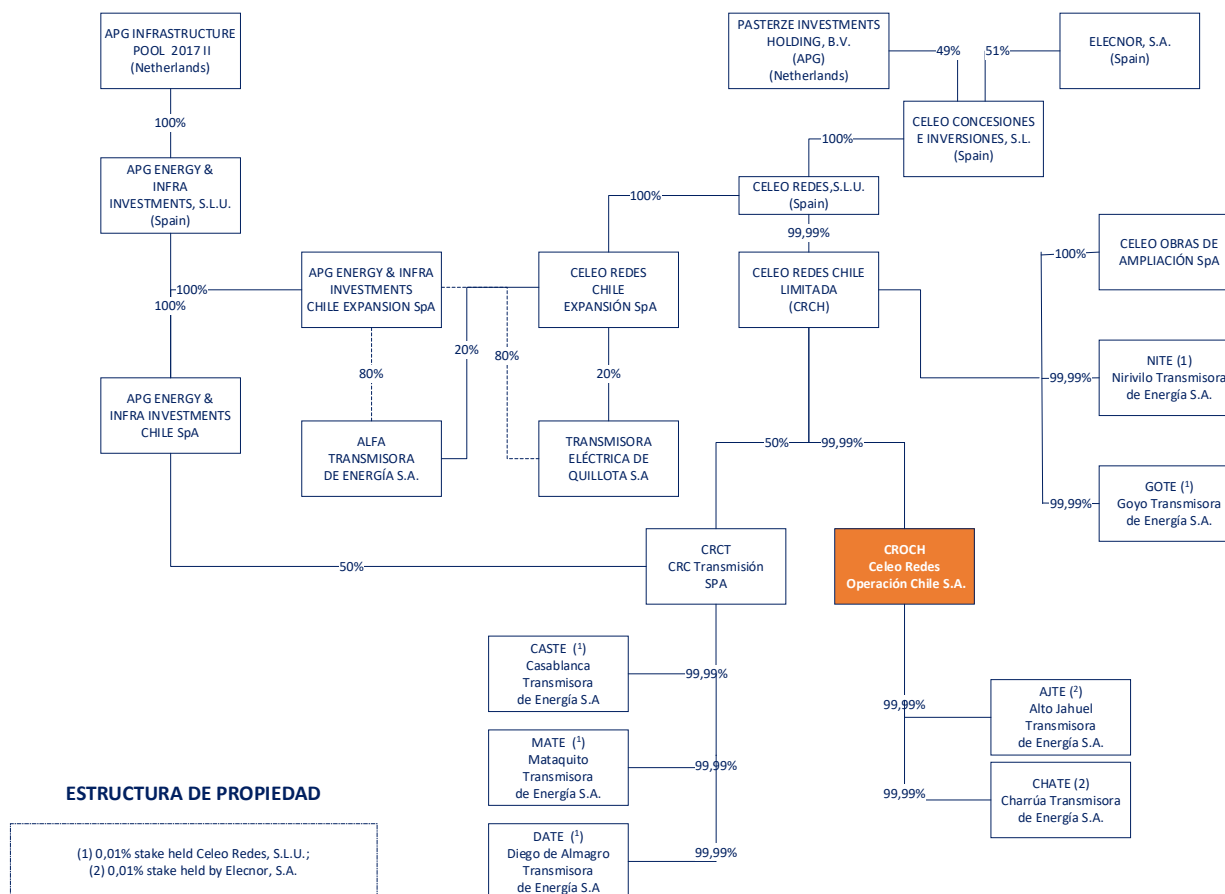 APG INFRASTRUCTURE
POOL 2017 II
(Netherlands)
PASTERZE INVESTMENTS
HOLDING, B.V.
(APG)
(Netherlands)
49%
51%
ELECNOR, S.A.
(Spain)
100%
CELEO CONCESIONES
E INVERSIONES, S.L.
(Spain)
100%
APG ENERGY &
INFRA
INVESTMENTS, S.L.U.
(Spain)
100%
CELEO REDES,S.L.U.
(Spain)
99,99%
APG ENERGY & INFRA
INVESTMENTS
CHILE EXPANSION SpA
CELEO REDES
CHILE
EXPANSIÓN SpA
CELEO REDES CHILE
LIMITADA
(CRCH)
100%
CELEO OBRAS DE
AMPLIACIÓN SpA
100%
100%
20%
80%
80%
20%
99,99%
NITE (1)
Nirivilo Transmisora
de Energía S.A.
APG ENERGY &
INFRA INVESTMENTS
CHILE SpA
ALFA
TRANSMISORA
DE ENERGÍA S.A.
TRANSMISORA
ELÉCTRICA DE
QUILLOTA S.A
50%
99,99%
99,99%
GOTE (¹)
Goyo Transmisora
de Energía S.A.
50%
CRCT
CRC Transmisión
SPA
CROCH
Celeo Redes
Operación Chile S.A.
CASTE (¹)
Casablanca
Transmisora
de Energía S.A
99,99%
99,99%
AJTE (²)
Alto Jahuel
Transmisora
de Energía S.A.
MATE (¹)
Mataquito
Transmisora
de Energía S.A.
99,99%
99,99%
CHATE (2)
Charrúa Transmisora
de Energía S.A.
DATE (¹)
Diego de Almagro
Transmisora
de Energía S.A
99,99%
ESTRUCTURA DE PROPIEDAD
(1) 0,01% stake held Celeo Redes, S.L.U.;
(2) 0,01% stake held by Elecnor, S.A.